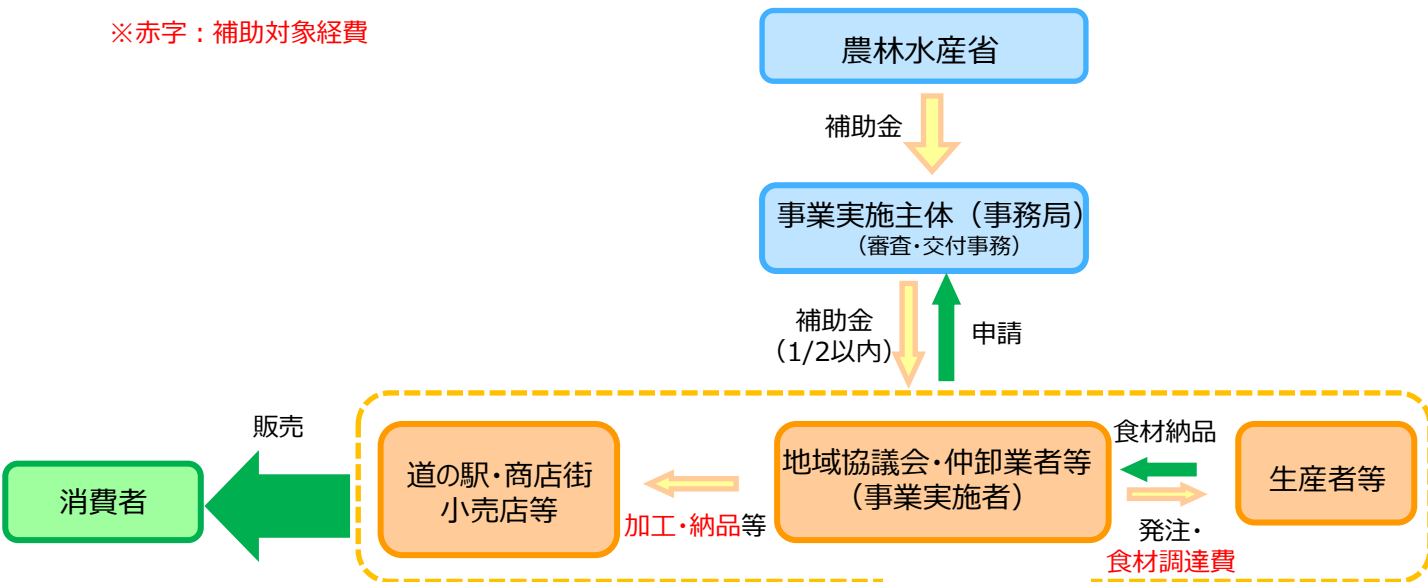 ※赤字：補助対象経費
農林水産省
補助金
事業実施主体（事務局）
（審査・交付事務）
補助金
（1/2以内）
申請
販売
消費者
道の駅・商店街
小売店等
加工・納品等
地域協議会・仲卸業者等
（事業実施者）
食材納品
発注・
食材調達費
生産者等